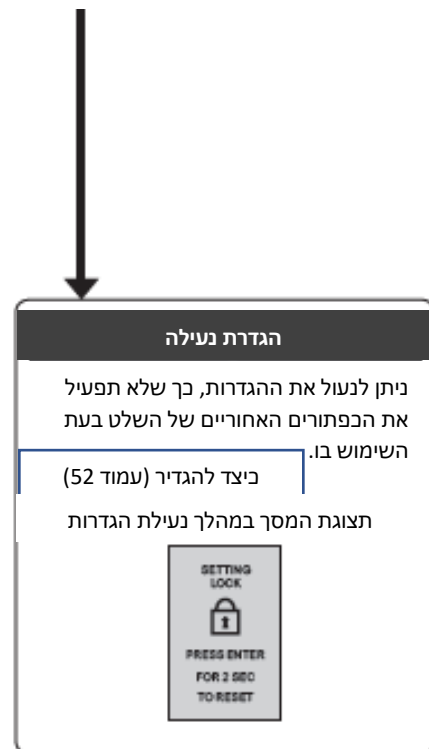 הגדרת נעילה
ניתן לנעול את ההגדרות, כך שלא תפעיל
את הכפתורים האחוריים של השלט בעת
השימוש בו.
כיצד להגדיר (עמוד 52)
תצוגת המסך במהלך נעילת הגדרות
SETTING
LOCK
PRESS ENTER
FOR 2 SEC
TO RESET